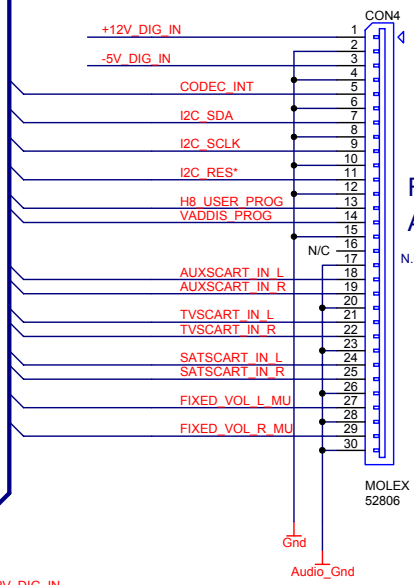 CON4
+12V_DIG_IN 1
2
-5V_DIG_IN 3
4
CODEC_INT 5
6
I2C_SDA 7
8
I2C_SCLK 9
10
I2C_RES* 11
12
H8_USER_PROG 13
VADDIS_PROG 14
15
N/C 16
17
AUXSCART_IN_L 18
AUXSCART_IN_R 19
20
TVSCART_IN_L 21
TVSCART_IN_R 22
23
SATSCART_IN_L 24
SATSCART_IN_R 25
26
FIXED_VOL_L_MU 27
28
FIXED_VOL_R_MU 29
30
MOLEX
52806
Gnd
Audio_Gnd
N.